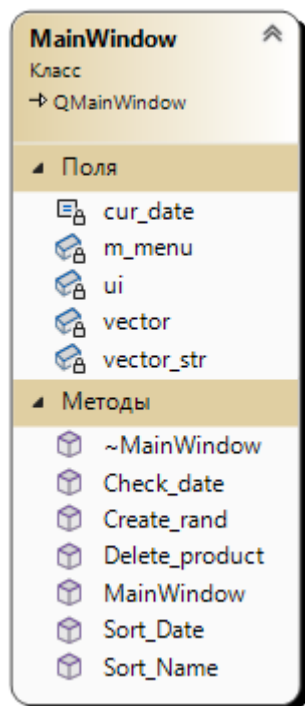 MainWindow
Класс
QMainWindow
Поля
cur_date
m_menu
ui
vector
vector_str
Методы
~MainWindow
Check_date
Create_rand
Delete_product
MainWindow
Sort_Date
Sort_Name